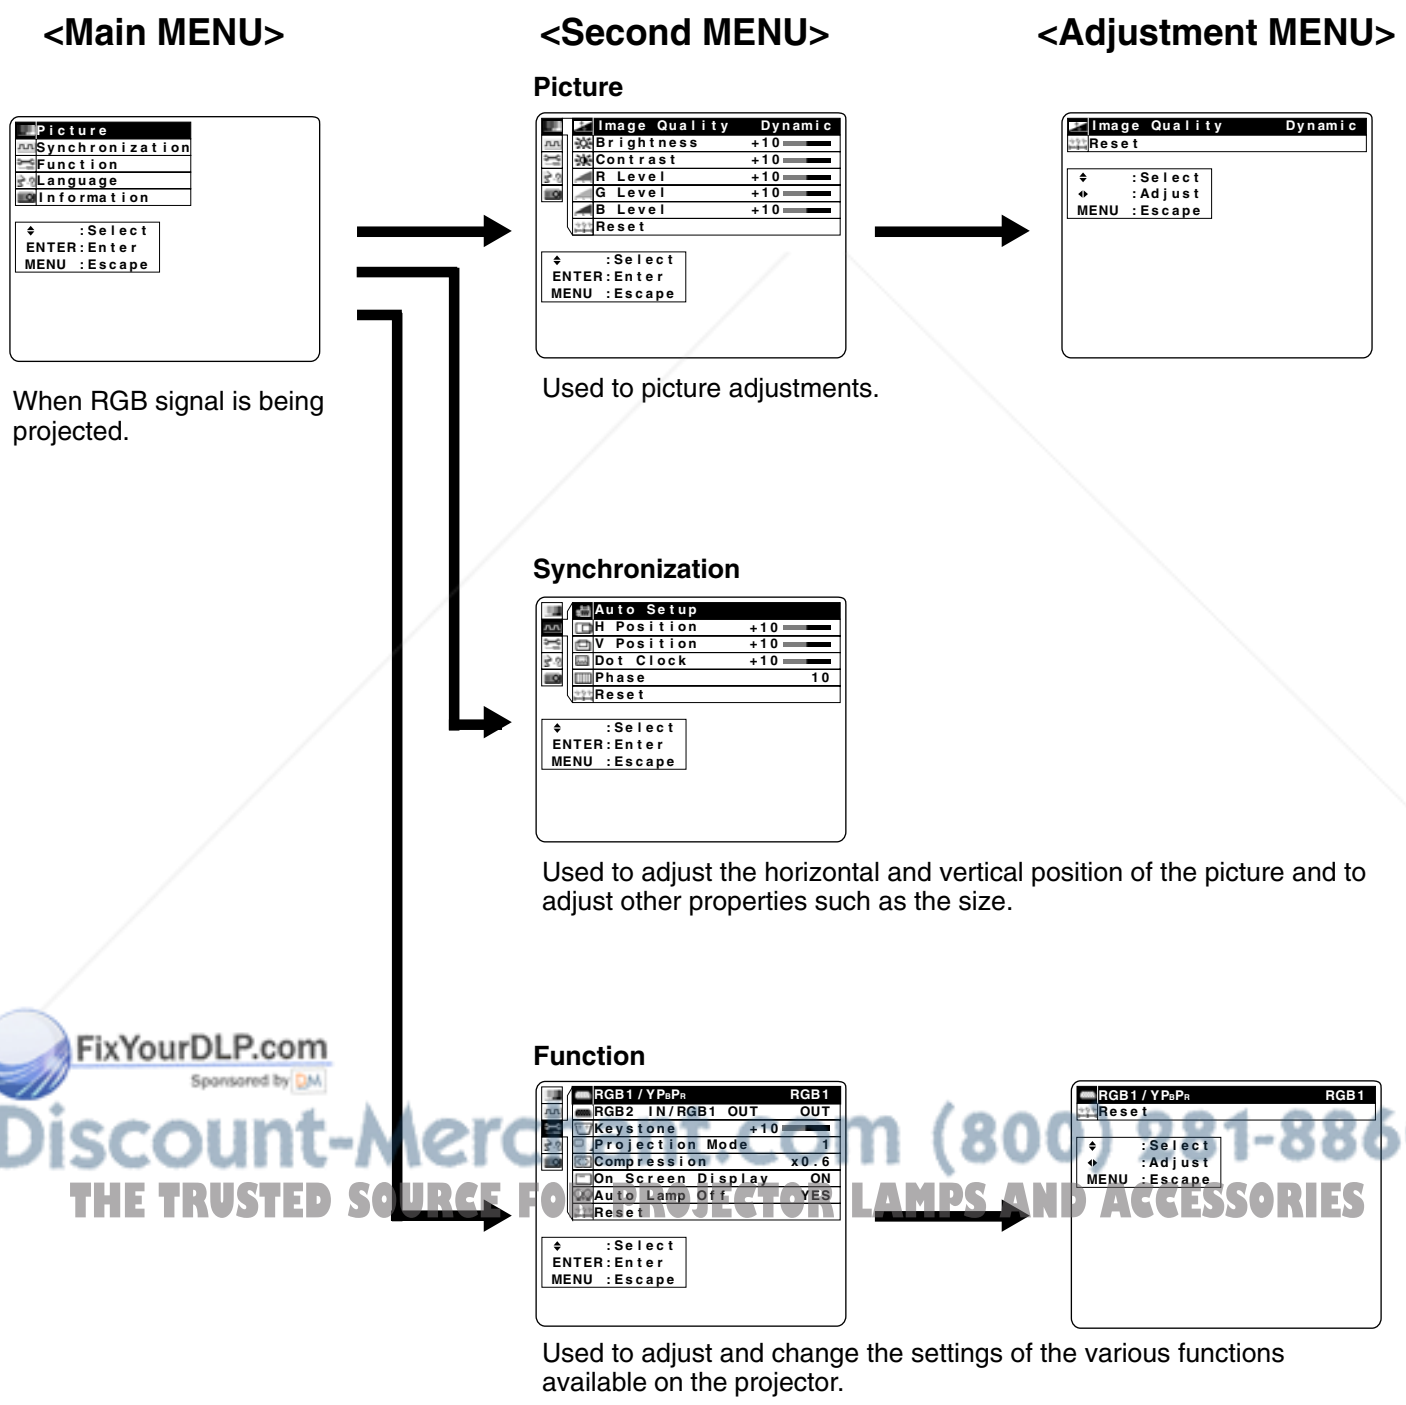 <Main MENU>
<Second MENU>
<Adjustment MENU>
Picture
Picture
Synchronization
Function
Language
Information
:Select
ENTER:Enter
MENU :Escape
When RGB signal is being
projected.
Image Quality Dynamic
Brightness +10
Contrast +10
R Level +10
G Level +10
B Level +10
Reset
:Select
ENTER:Enter
MENU :Escape
Used to picture adjustments.
Image Quality Dynamic
Reset
:Select
:Adjust
MENU :Escape
Synchronization
Auto Setup
H Position +10
V Position +10
Dot Clock +10
Phase 10
Reset
:Select
ENTER:Enter
MENU :Escape
Used to adjust the horizontal and vertical position of the picture and to
adjust other properties such as the size.
FixYourDLP.com
Sponsored by DM
Function
RGB1/YPBPR RGB1
RGB2 IN/RGB1 OUT OUT
Keystone +10
Projection Mode 1
Compression x0.6
On Screen Display ON
Auto Lamp Off YES
Reset
:Select
ENTER:Enter
MENU :Escape
RGB1/YPBPR RGB1
Reset
:Select
:Adjust
MENU :Escape
THE TRUSTED SOURCE FOR PROJECTOR LAMPS AND ACCESSORIES
Used to adjust and change the settings of the various functions
available on the projector.